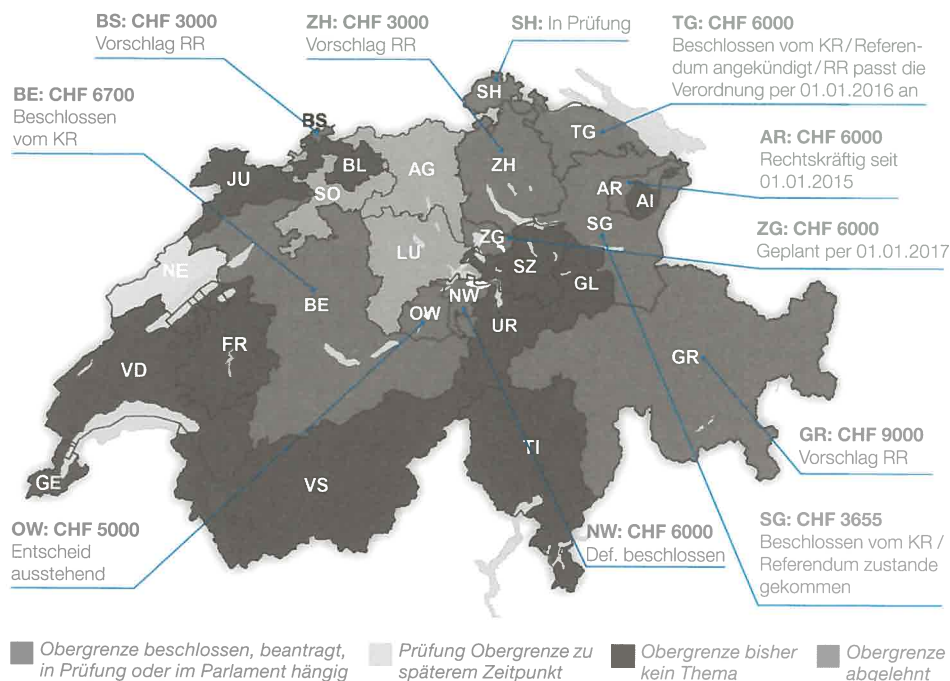 BS: CHF 3000
Vorschlag RR
ZH: CHF 3000
Vorschlag RR
SH: In Prüfung
TG: CHF 6000
Beschlossen vom KR/Referen-
dum angekündigt/RR passt die
Verordnung per 01.01.2016 an
BE: CHF 6700
Beschlossen
vom KR
AR: CHF 6000
Rechtskräftig seit
01.01.2015
ZG: CHF 6000
Geplant per 01.01.2017
SH
BS
TG
BL
AG
ZH
JU
SO
AR
AI
SG
ZG
NE
LU
SZ
GL
BE
NW
OW
UR
FR
GR
VD
TI
GE
VS
GR: CHF 9000
Vorschlag RR
OW: CHF 5000
Entscheid
ausstehend
NW: CHF 6000
Def. beschlossen
SG: CHF 3655
Beschlossen vom KR /
Referendum zustande
gekommen
Obergrenze beschlossen, beantragt,
in Prüfung oder im Parlament hängig
Prüfung Obergrenze zu
späterem Zeitpunkt
Obergrenze bisher
kein Thema
Obergrenze
abgelehnt